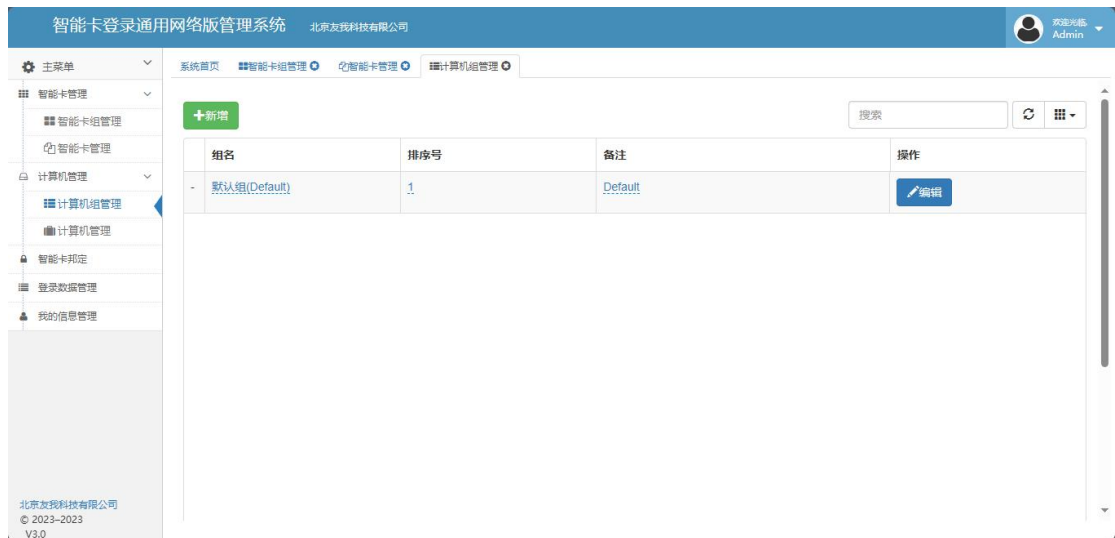 智能卡登录通用网络版管理系统 北京友我科技有限公司
欢迎光临,
Admin
主菜单
系统首页 智能卡组管理 智能卡管理 计算机组管理
智能卡管理
智能卡组管理
智能卡管理
计算机管理
计算机组管理
计算机管理
智能卡邦定
登录数据管理
我的信息管理
新增
搜索
组名 排序号 备注 操作
- 默认组(Default) 1 Default 编辑
北京友我科技有限公司
© 2023–2023
V3.0